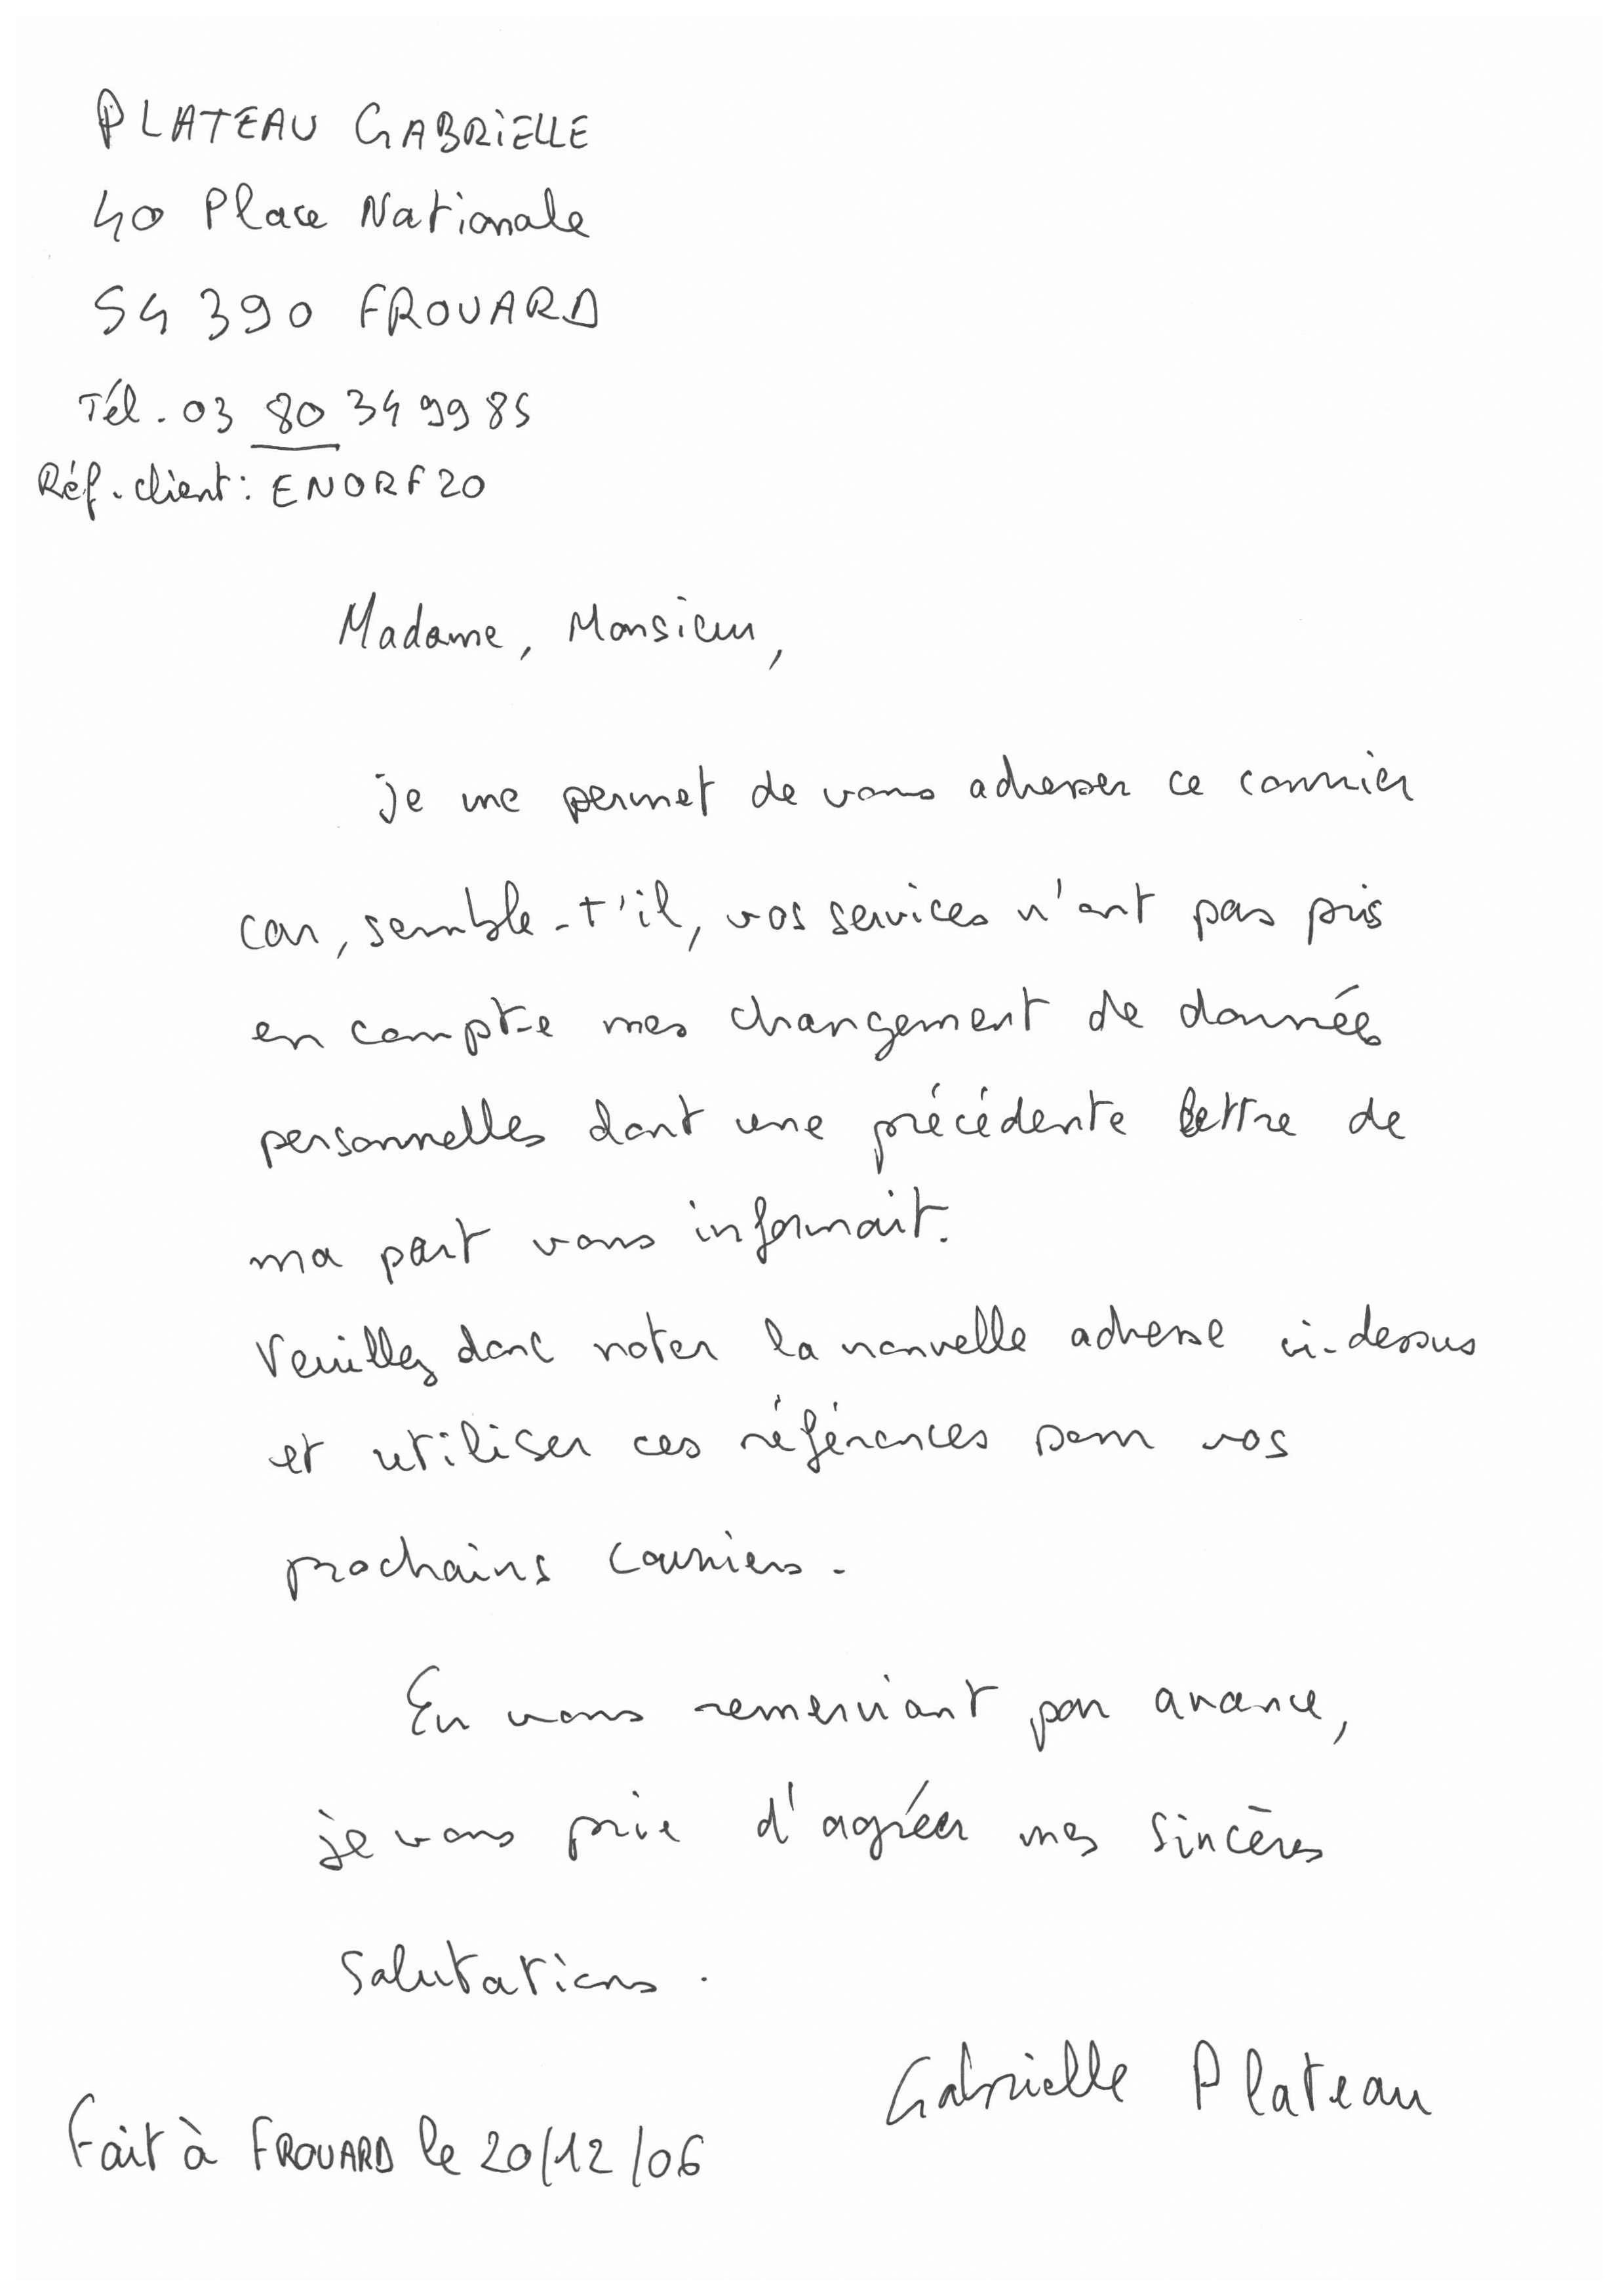 PLATEAU GABRiELLE
40 Place Nationale
54 390 FROUARD
Tél. 03 80 34 99 85
Réf. client : ENORF20
Madame, Monsieur,
je me permet de vous adresser ce courrier
car, semble-t'il, vos services n'ont pas pris
en compte mes changement de données
personnelles dont une précédente lettre de
ma part vous informait.
Veuillez donc noter la nouvelle adresse ci-dessus
et utiliser ces références pour vos
prochains courriers.
En vous remerciant par avance,
je vous prie d'agréer mes sincères
salutations.
Gabrielle Plateau
Fait à FROUARD le 20/12/06